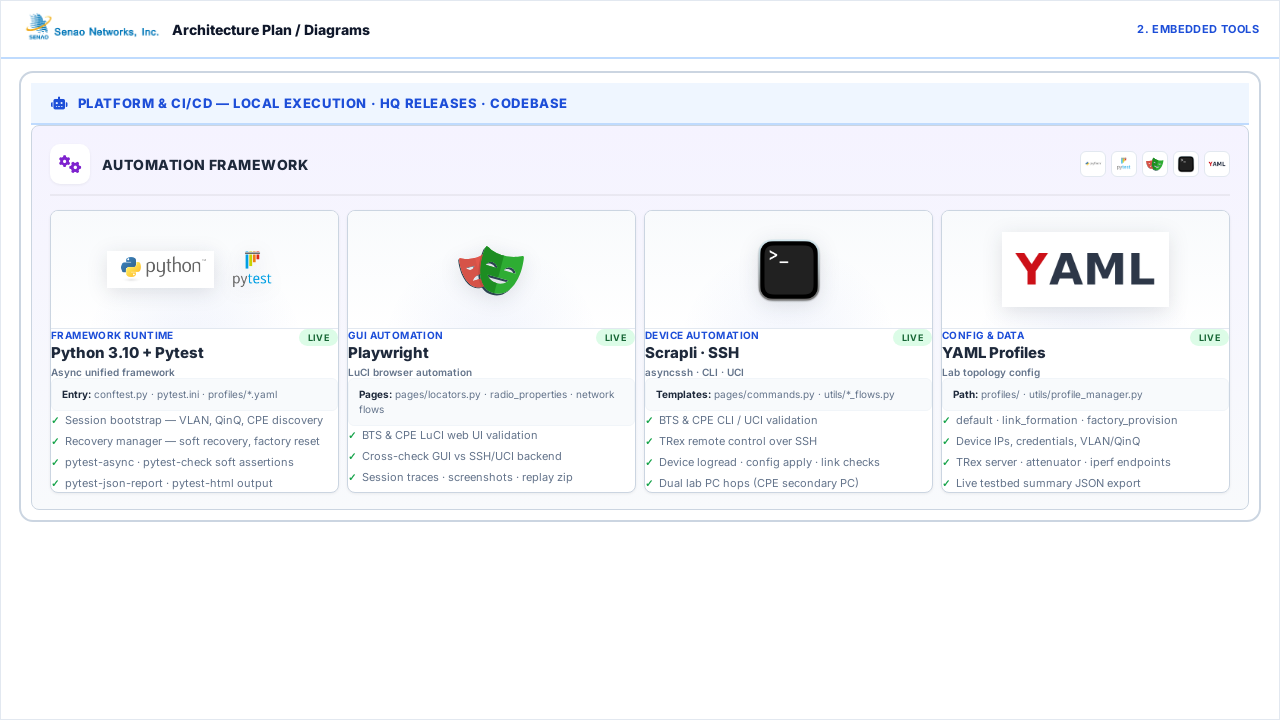 SENAO
Senao Networks, Inc.
Architecture Plan / Diagrams
2. EMBEDDED TOOLS
PLATFORM & CI/CD — LOCAL EXECUTION · HQ RELEASES · CODEBASE
AUTOMATION FRAMEWORK
python
pytest
YAML
python™
pytest
>_
YAML
FRAMEWORK RUNTIME
LIVE
Python 3.10 + Pytest
Async unified framework
Entry: conftest.py · pytest.ini · profiles/*.yaml
✓ Session bootstrap — VLAN, QinQ, CPE discovery
✓ Recovery manager — soft recovery, factory reset
✓ pytest-async · pytest-check soft assertions
✓ pytest-json-report · pytest-html output
GUI AUTOMATION
LIVE
Playwright
LuCI browser automation
Pages: pages/locators.py · radio_properties · network
flows
✓ BTS & CPE LuCI web UI validation
✓ Cross-check GUI vs SSH/UCI backend
✓ Session traces · screenshots · replay zip
DEVICE AUTOMATION
LIVE
Scrapli · SSH
asyncssh · CLI · UCI
Templates: pages/commands.py · utils/*_flows.py
✓ BTS & CPE CLI / UCI validation
✓ TRex remote control over SSH
✓ Device logread · config apply · link checks
✓ Dual lab PC hops (CPE secondary PC)
CONFIG & DATA
LIVE
YAML Profiles
Lab topology config
Path: profiles/ · utils/profile_manager.py
✓ default · link_formation · factory_provision
✓ Device IPs, credentials, VLAN/QinQ
✓ TRex server · attenuator · iperf endpoints
✓ Live testbed summary JSON export